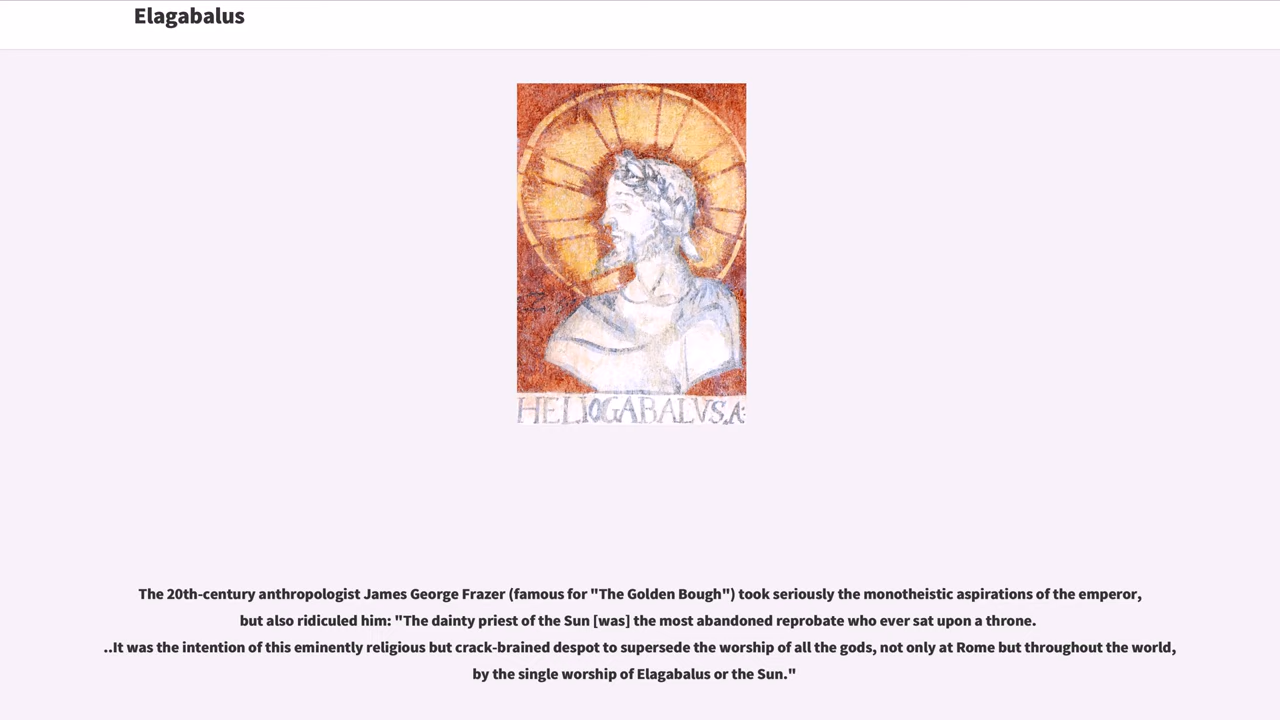 Elagabalus
HELIOGABALVS.A:
The 20th-century anthropologist James George Frazer (famous for "The Golden Bough") took seriously the monotheistic aspirations of the emperor,
but also ridiculed him: "The dainty priest of the Sun [was] the most abandoned reprobate who ever sat upon a throne.
..It was the intention of this eminently religious but crack-brained despot to supersede the worship of all the gods, not only at Rome but throughout the world,
by the single worship of Elagabalus or the Sun."